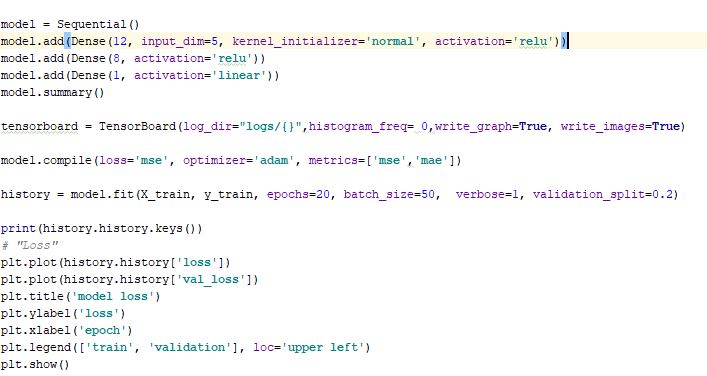 model = Sequential()
model.add(Dense(12, input_dim=5, kernel_initializer='normal', activation='relu'))
model.add(Dense(8, activation='relu'))
model.add(Dense(1, activation='linear'))
model.summary()
tensorboard = TensorBoard(log_dir="logs/{}",histogram_freq= 0,write_graph=True, write_images=True)
model.compile(loss='mse', optimizer='adam', metrics=['mse','mae'])
history = model.fit(X_train, y_train, epochs=20, batch_size=50,  verbose=1, validation_split=0.2)
print(history.history.keys())
# "Loss"
plt.plot(history.history['loss'])
plt.plot(history.history['val_loss'])
plt.title('model loss')
plt.ylabel('loss')
plt.xlabel('epoch')
plt.legend(['train', 'validation'], loc='upper left')
plt.show()